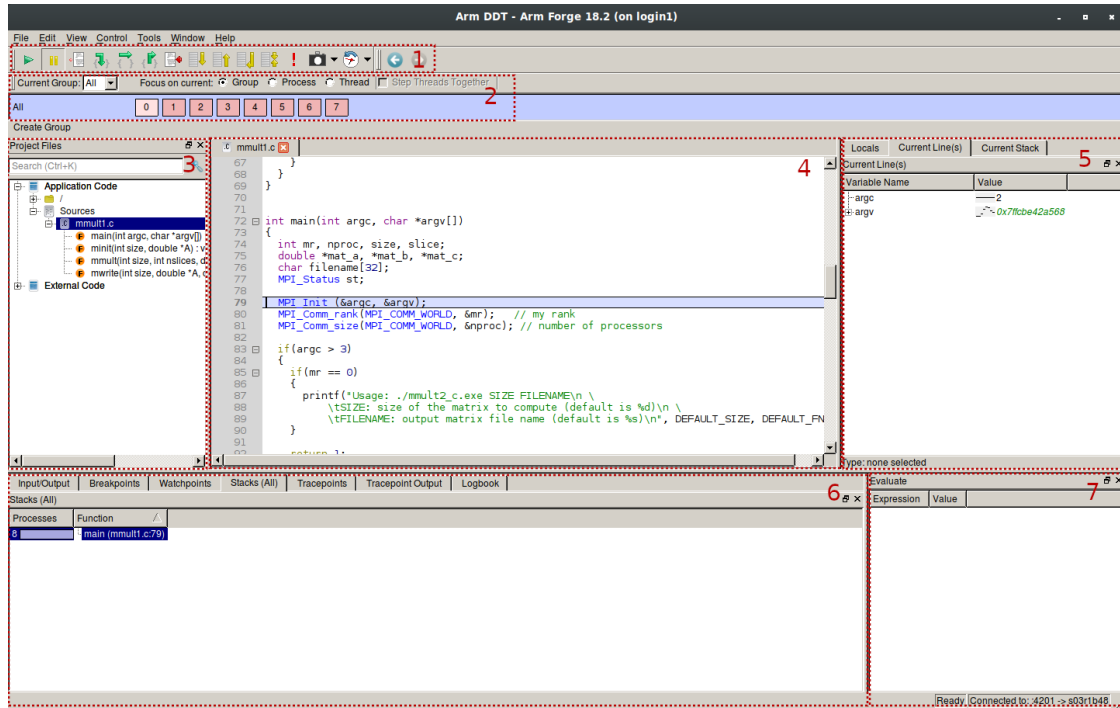 Arm DDT - Arm Forge 18.2 (on login1)
File Edit View Control Tools Window Help
1
Current Group: All Focus on current: Group Process Thread Step Threads Together
2
All 0 1 2 3 4 5 6 7
Create Group
Project Files
3
Search (Ctrl+K)
Application Code
/
Sources
mmult1.c
main(int argc, char *argv[])
minit(int size, double *A) : v
mmult(int size, int nslices, d
mwrite(int size, double *A, c
External Code
mmult1.c
4
67 }
68 }
69 }
70
71
72 int main(int argc, char *argv[])
73 {
74 int mr, nproc, size, slice;
75 double *mat_a, *mat_b, *mat_c;
76 char filename[32];
77 MPI_Status st;
78
79 MPI_Init (&argc, &argv);
80 MPI_Comm_rank(MPI_COMM_WORLD, &mr); // my rank
81 MPI_Comm_size(MPI_COMM_WORLD, &nproc); // number of processors
82
83 if(argc > 3)
84 {
85 if(mr == 0)
86 {
87 printf("Usage: ./mmult2_c.exe SIZE FILENAME\n \
88 \tSIZE: size of the matrix to compute (default is %d)\n \
89 \tFILENAME: output matrix file name (default is %s)\n", DEFAULT_SIZE, DEFAULT_FN
90 }
91
92 return 1;
Locals Current Line(s) Current Stack
5
Current Line(s)
Variable Name Value
argc 2
argv 0x7ffcbe42a568
Type: none selected
Input/Output Breakpoints Watchpoints Stacks (All) Tracepoints Tracepoint Output Logbook
6
Stacks (All)
Processes Function
8 main (mmult1.c:79)
Evaluate
7
Expression Value
Ready Connected to: :4201 -> s03r1b48